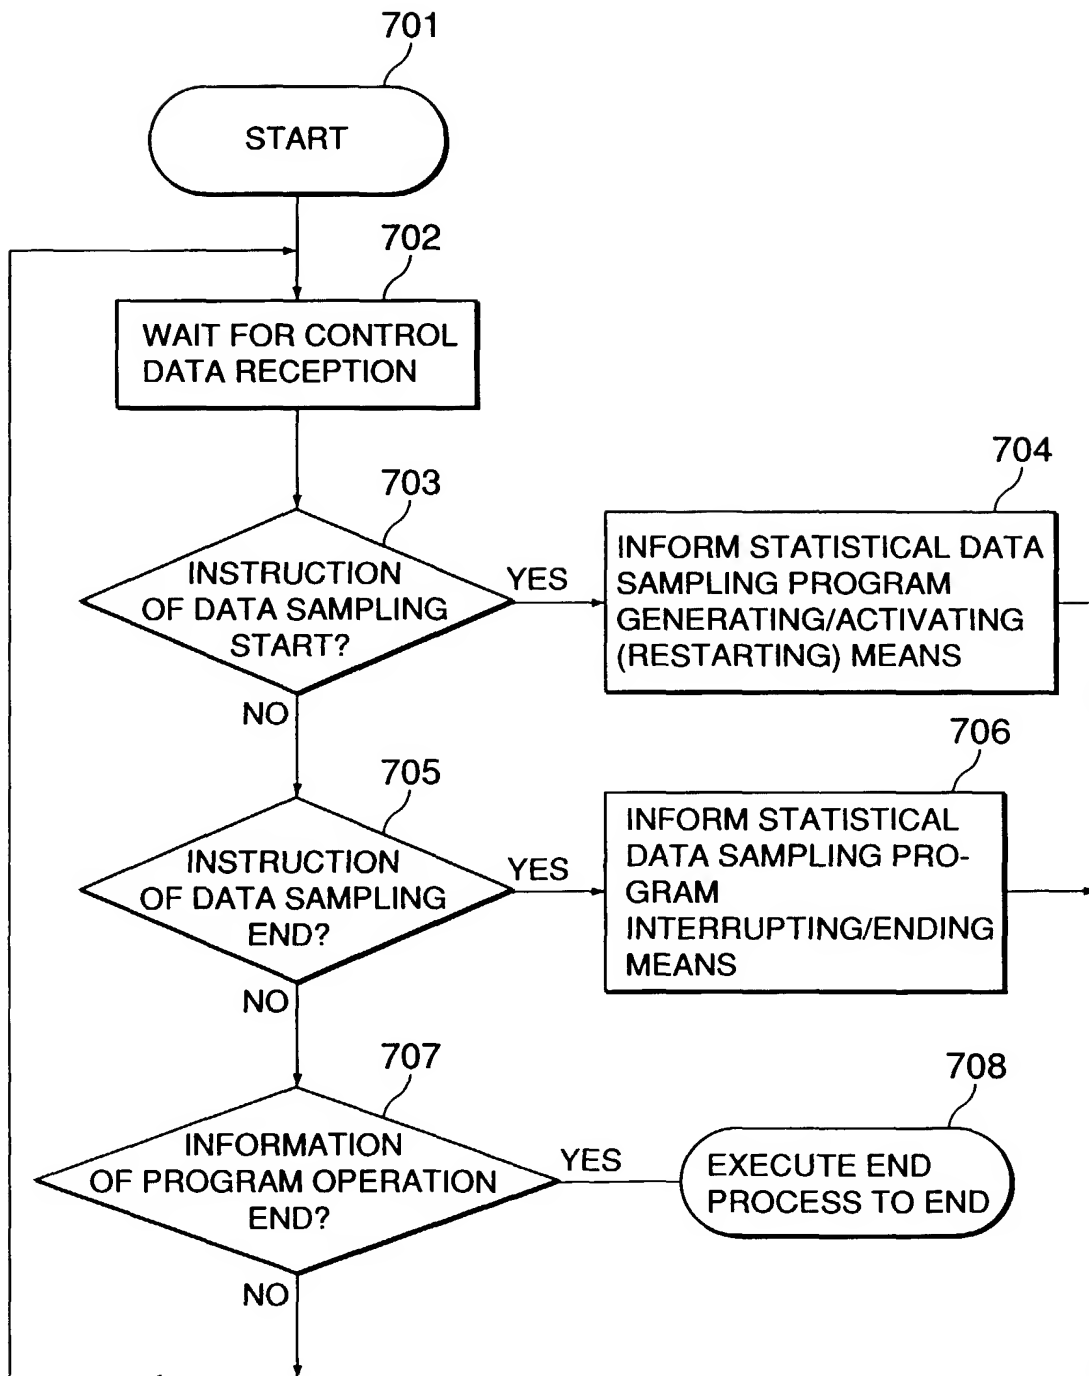 701
START
702
WAIT FOR CONTROL
DATA RECEPTION
703
INSTRUCTION
OF DATA SAMPLING
START?
YES
704
INFORM STATISTICAL DATA
SAMPLING PROGRAM
GENERATING/ACTIVATING
(RESTARTING) MEANS
NO
705
INSTRUCTION
OF DATA SAMPLING
END?
YES
706
INFORM STATISTICAL
DATA SAMPLING PRO-
GRAM
INTERRUPTING/ENDING
MEANS
NO
707
INFORMATION
OF PROGRAM OPERATION
END?
YES
708
EXECUTE END
PROCESS TO END
NO